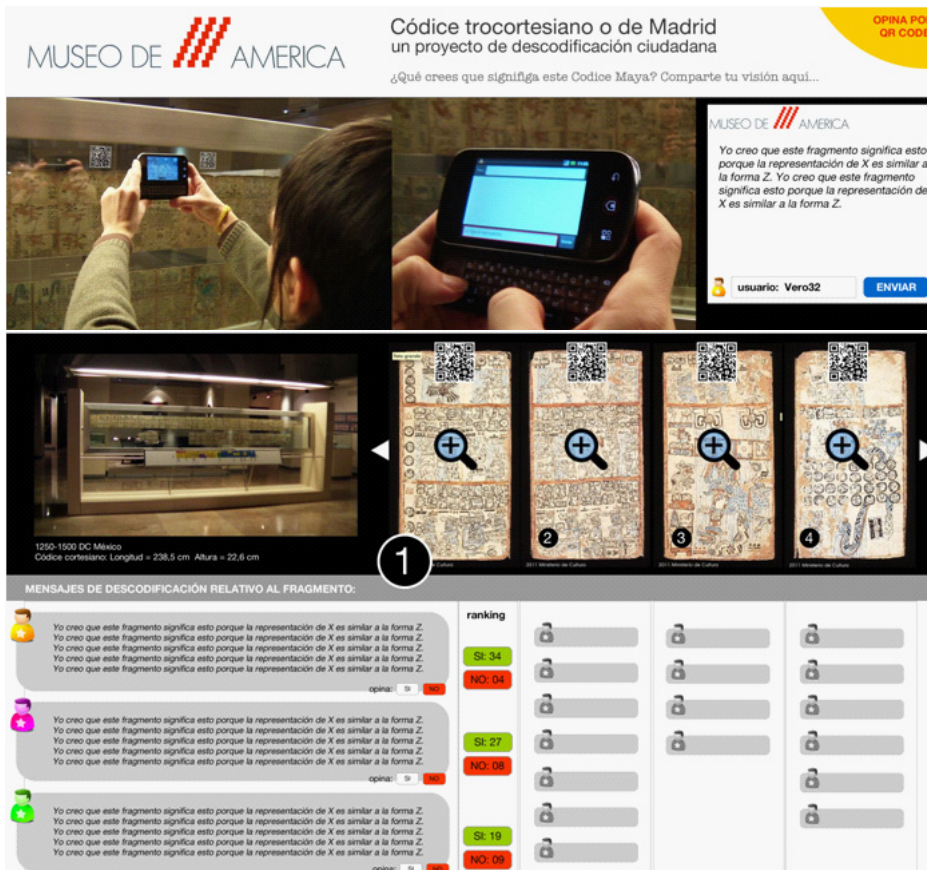 MUSEO DE AMERICA
Códice trocortesiano o de Madrid
un proyecto de descodificación ciudadana
¿Qué crees que signifiga este Codice Maya? Comparte tu visión aquí...
OPINA POR
QR CODE
MUSEO DE AMERICA
Yo creo que este fragmento significa esto
porque la representación de X es similar a
la forma Z. Yo creo que este fragmento
significa esto porque la representación de
X es similar a la forma Z.
usuario: Vero32
ENVIAR
1250-1500 DC México
Códice cortesiano: Longitud = 238,5 cm Altura = 22,6 cm
1
2
3
4
de Cultura
2011 Ministerio de Cultura
2011 Ministerio de Cultura
2011 Ministerio de Cultura
MENSAJES DE DESCODIFICACIÓN RELATIVO AL FRAGMENTO:
ranking
Yo creo que este fragmento significa esto porque la representación de X es similar a la forma Z.
Yo creo que este fragmento significa esto porque la representación de X es similar a la forma Z.
Yo creo que este fragmento significa esto porque la representación de X es similar a la forma Z.
Yo creo que este fragmento significa esto porque la representación de X es similar a la forma Z.
Yo creo que este fragmento significa esto porque la representación de X es similar a la forma Z.
opina: SI NO
SI: 34
NO: 04
Yo creo que este fragmento significa esto porque la representación de X es similar a la forma Z.
Yo creo que este fragmento significa esto porque la representación de X es similar a la forma Z.
Yo creo que este fragmento significa esto porque la representación de X es similar a la forma Z.
Yo creo que este fragmento significa esto porque la representación de X es similar a la forma Z.
Yo creo que este fragmento significa esto porque la representación de X es similar a la forma Z.
opina: SI NO
SI: 27
NO: 08
Yo creo que este fragmento significa esto porque la representación de X es similar a la forma Z.
Yo creo que este fragmento significa esto porque la representación de X es similar a la forma Z.
Yo creo que este fragmento significa esto porque la representación de X es similar a la forma Z.
Yo creo que este fragmento significa esto porque la representación de X es similar a la forma Z.
Yo creo que este fragmento significa esto porque la representación de X es similar a la forma Z.
opina: SI NO
SI: 19
NO: 09